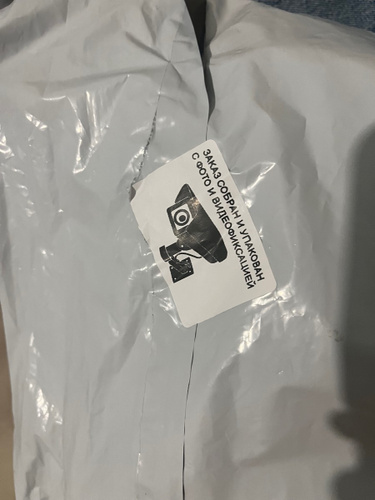 ЗАКАЗ СОБРАН И УПАКОВАН
С ФОТО И ВИДЕОФИКСАЦИЕЙ